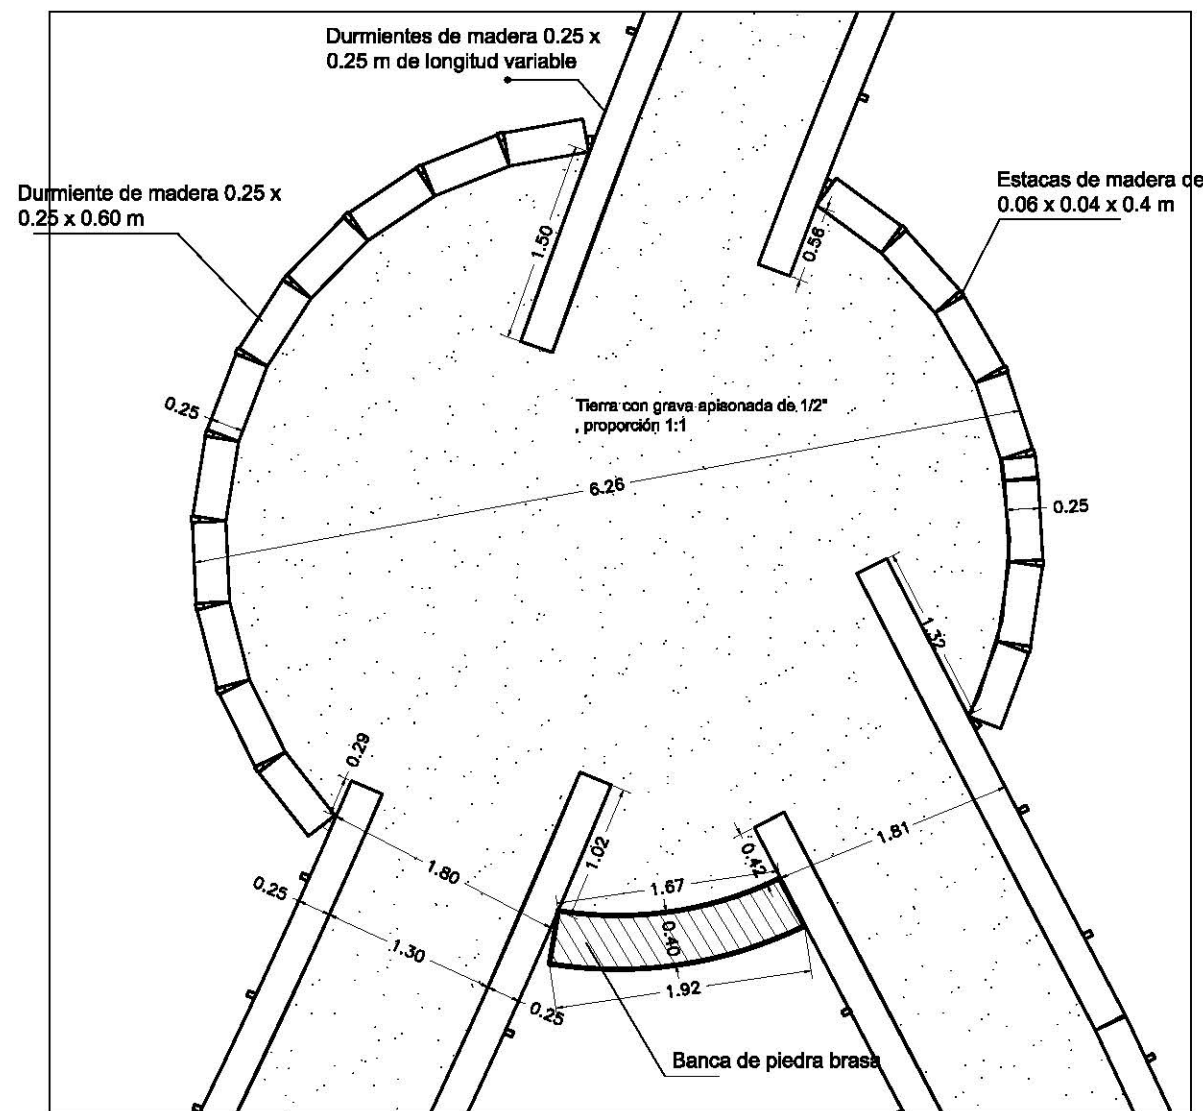 Durmientes de madera 0.25 x
0.25 m de longitud variable
Durmiente de madera 0.25 x
0.25 x 0.60 m
Estacas de madera de
0.06 x 0.04 x 0.4 m
1.50
0.56
0.25
Tierra con grava apisonada de 1/2"
, proporción 1:1
6.26
0.25
1.32
0.29
1.80
1.02
0.42
1.81
1.67
0.25
0.40
1.30
1.92
0.25
Banca de piedra brasa